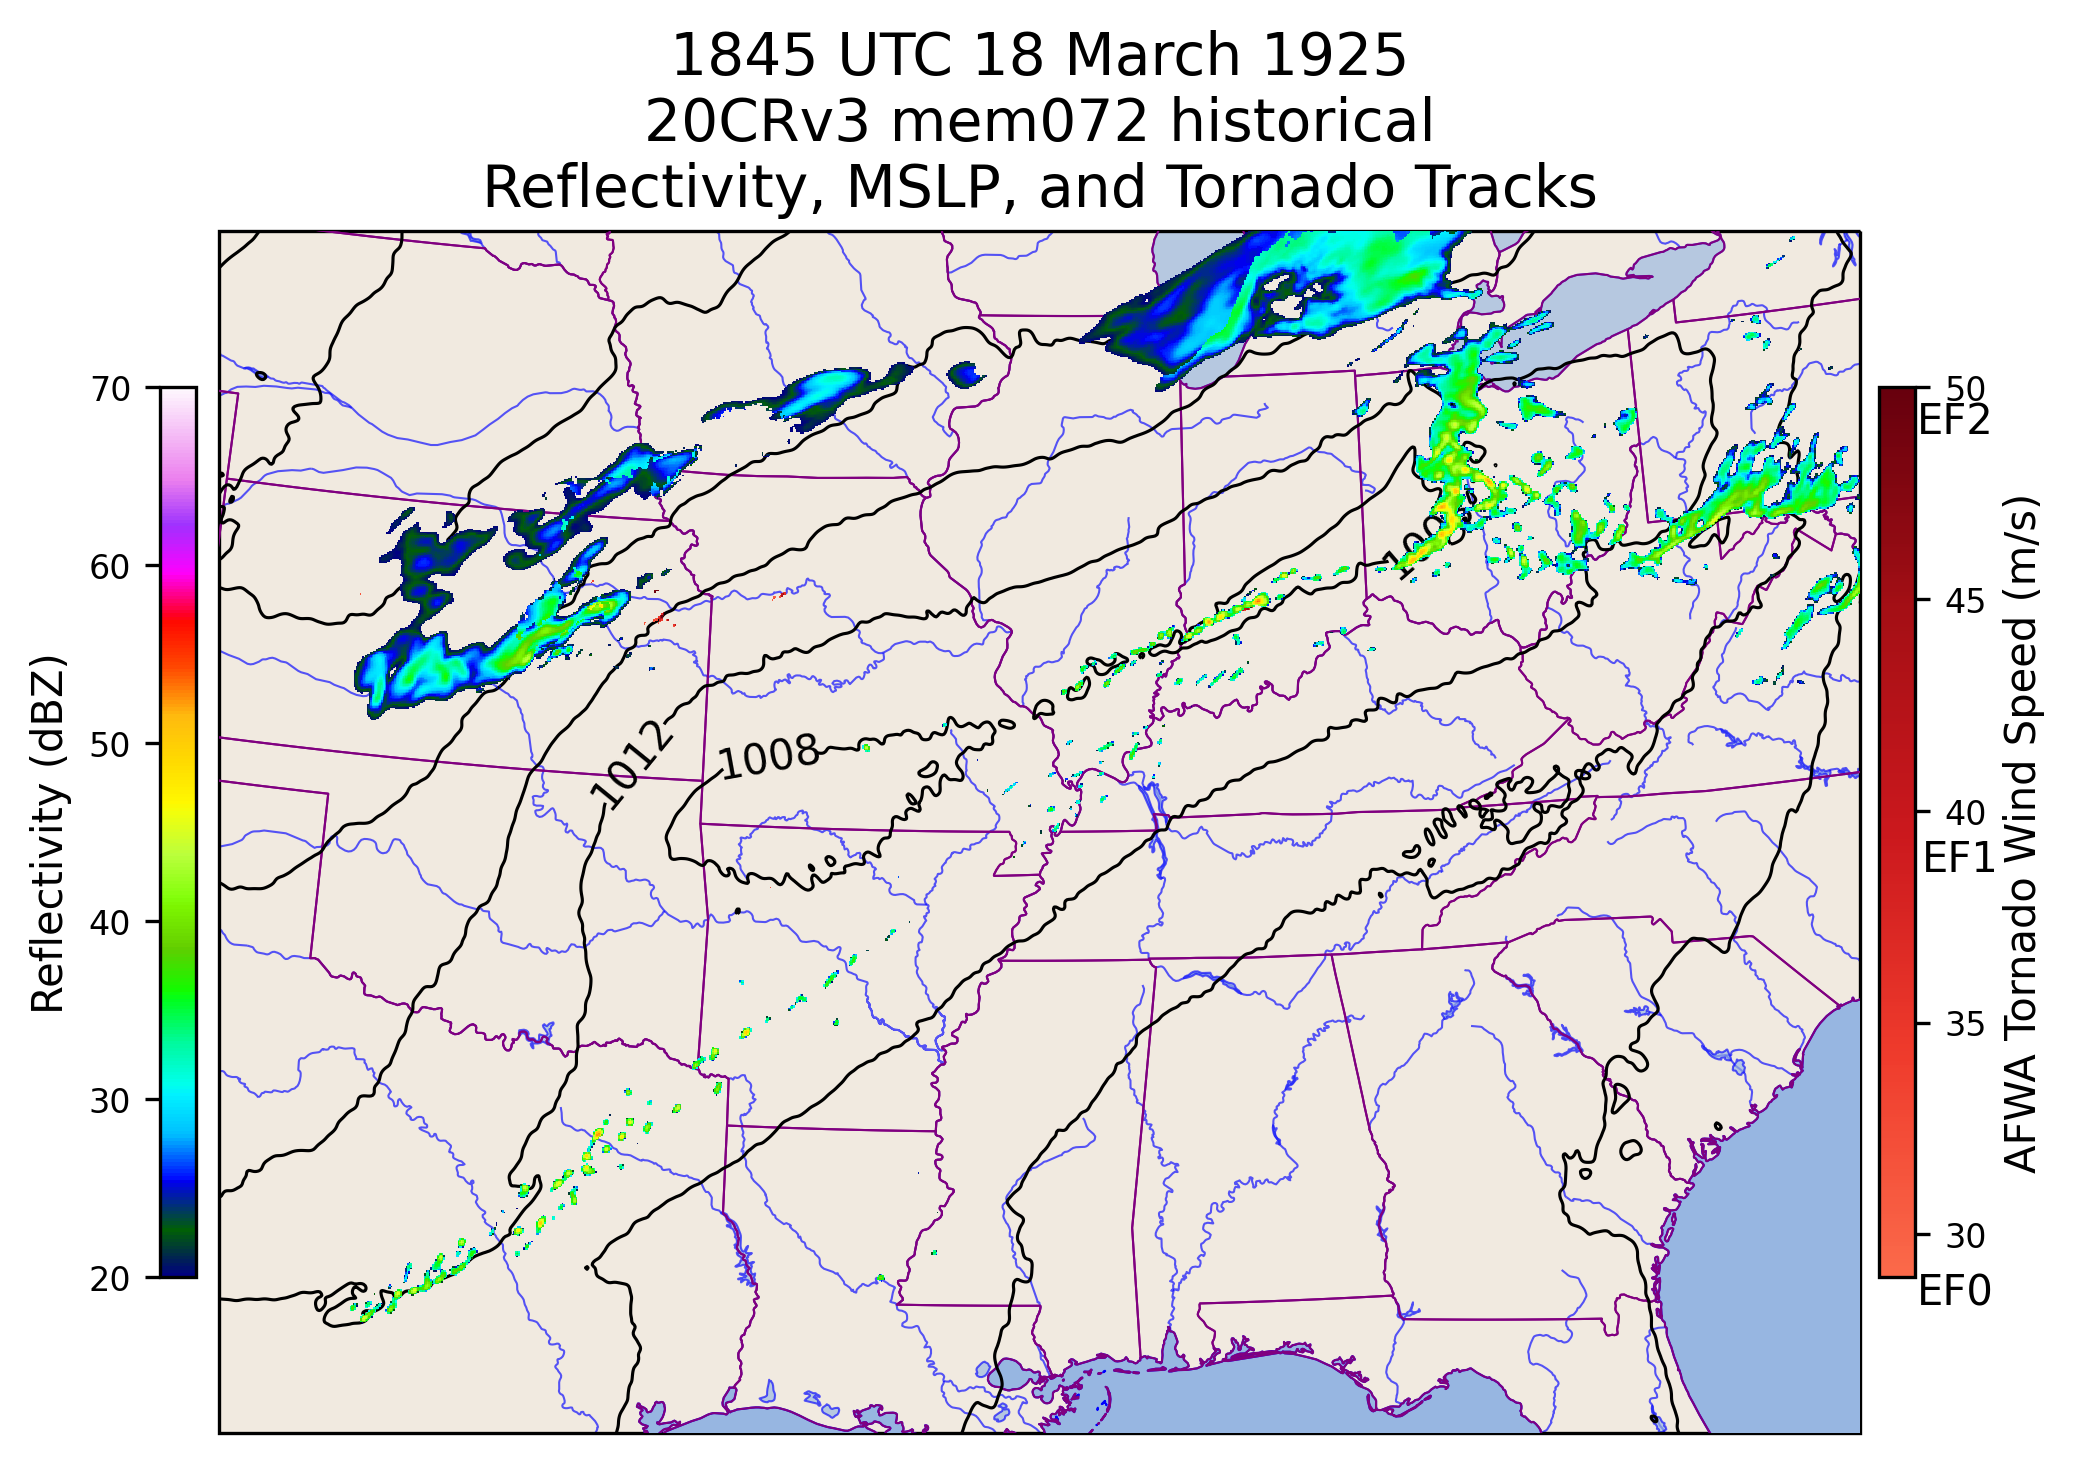 1845 UTC 18 March 1925
20CRv3 mem072 historical
Reflectivity, MSLP, and Tornado Tracks
70
60
50
40
30
20
Reflectivity (dBZ)
1012
1008
50
EF2
45
40
EF1
35
30
EF0
AFWA Tornado Wind Speed (m/s)